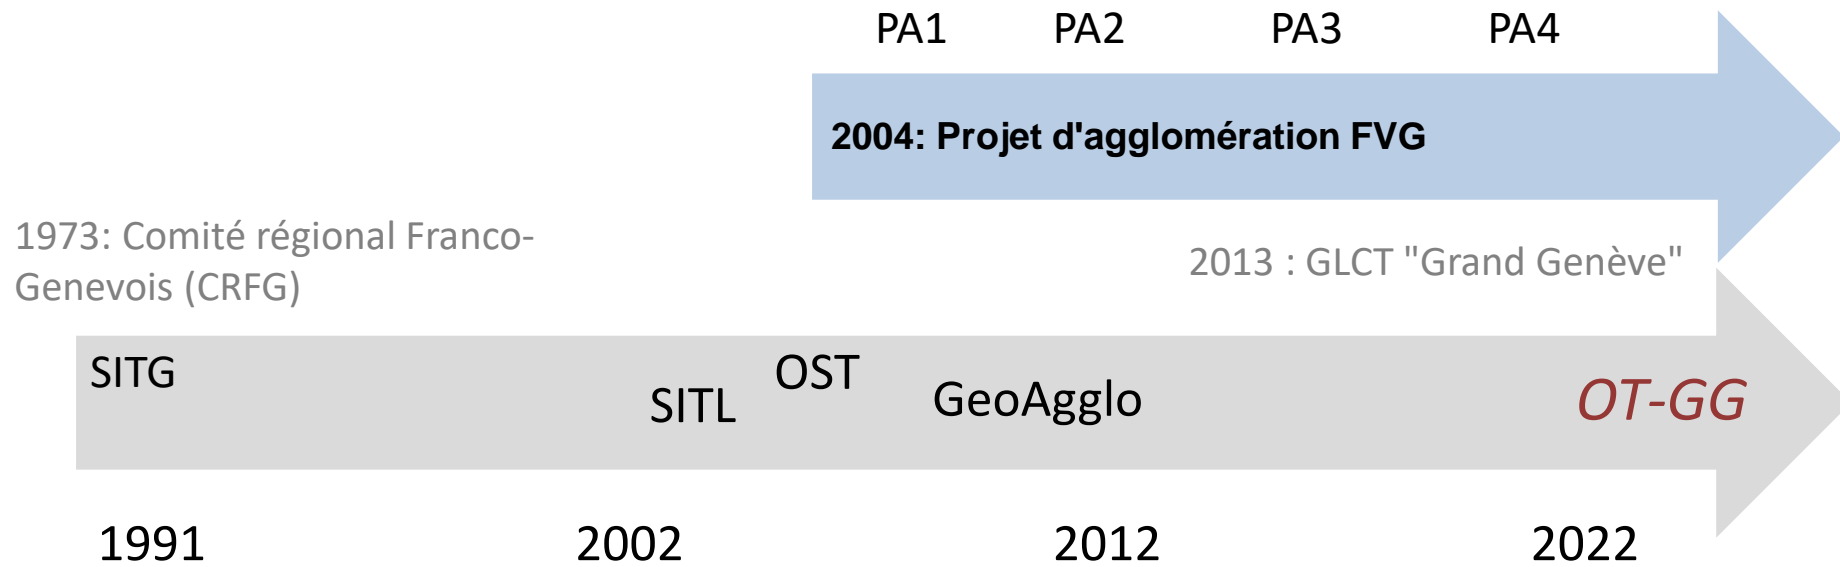 PA1 PA2 PA3 PA4
2004: Projet d'agglomération FVG
1973: Comité régional Franco-
Genevois (CRFG)
2013 : GLCT "Grand Genève"
SITG
SITL
OST
GeoAgglo
OT-GG
1991 2002 2012 2022